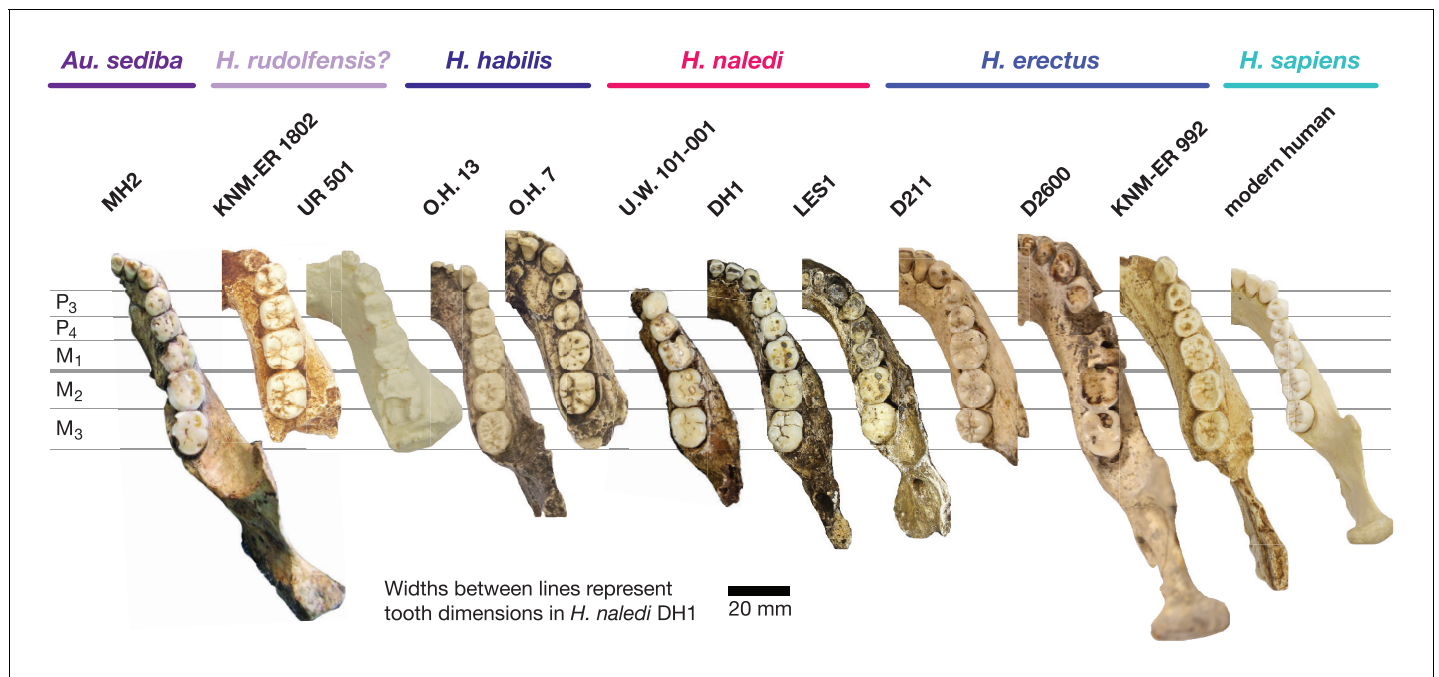 Au. sediba
H. rudolfensis?
H. habilis
H. naledi
H. erectus
H. sapiens
MH2
KNM-ER 1802
UR 501
O.H. 13
O.H. 7
U.W. 101-001
DH1
LES1
D211
D2600
KNM-ER 992
modern human
P3
P4
M1
M2
M3
Widths between lines represent
tooth dimensions in H. naledi DH1
20 mm